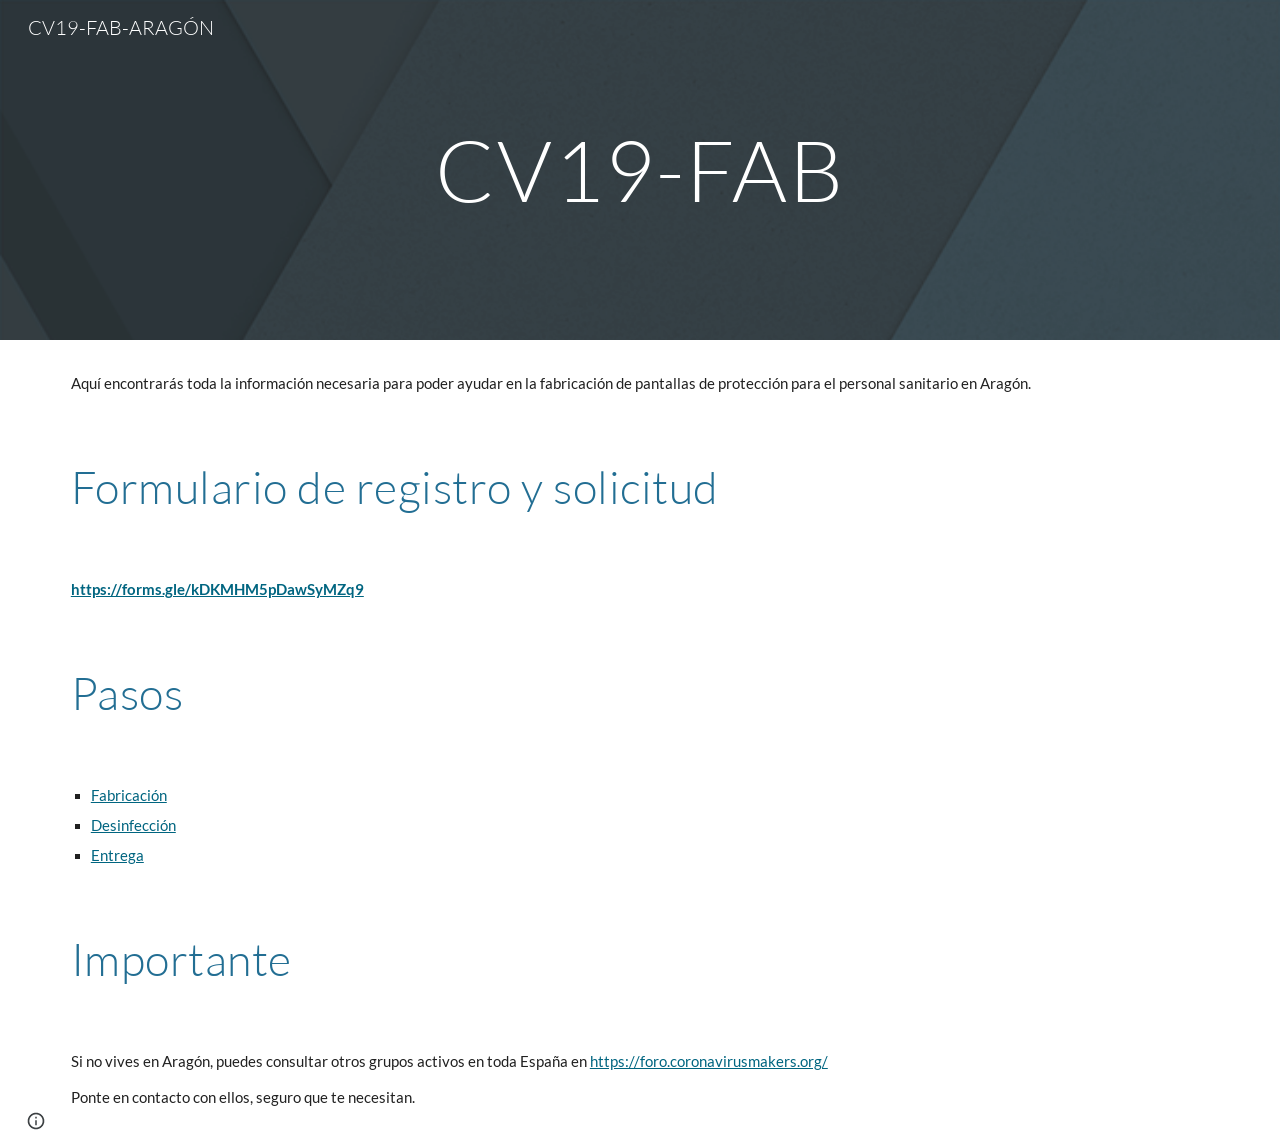 CV19-FAB-ARAGÓN
CV19-FAB
Aquí encontrarás toda la información necesaria para poder ayudar en la fabricación de pantallas de protección para el personal sanitario en Aragón.
Formulario de registro y solicitud
https://forms.gle/kDKMHM5pDawSyMZq9
Pasos
Fabricación
Desinfección
Entrega
Importante
Si no vives en Aragón, puedes consultar otros grupos activos en toda España en https://foro.coronavirusmakers.org/
Ponte en contacto con ellos, seguro que te necesitan.